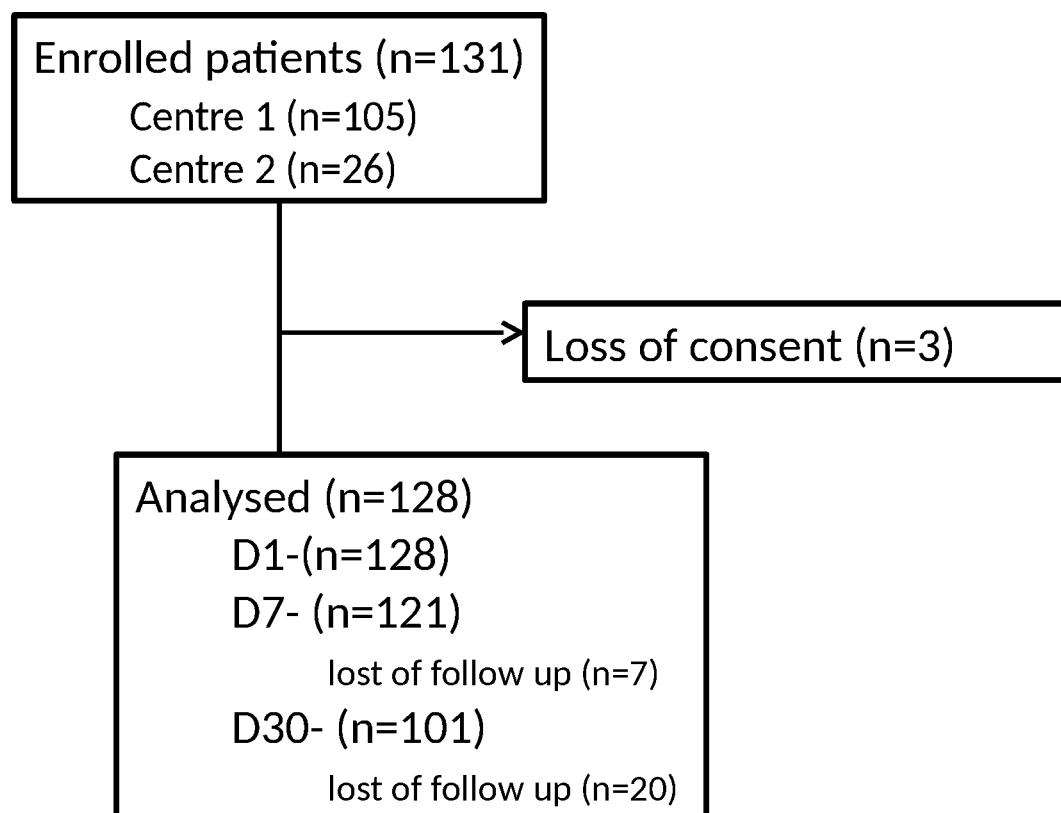 Enrolled patients (n=131)
Centre 1 (n=105)
Centre 2 (n=26)
Loss of consent (n=3)
Analysed (n=128)
D1-(n=128)
D7- (n=121)
lost of follow up (n=7)
D30- (n=101)
lost of follow up (n=20)